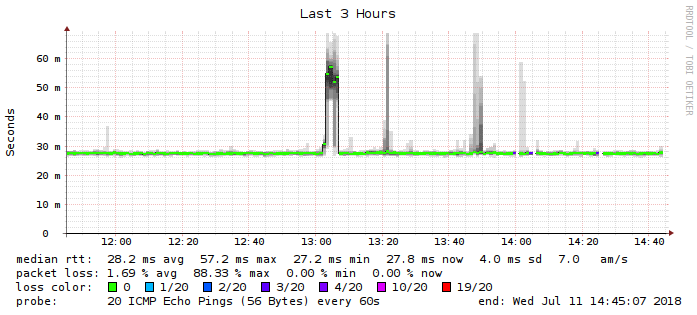 Last 3 Hours
RRDTOOL / TOBI OETIKER
Seconds
60 m
50 m
40 m
30 m
20 m
10 m
0
12:00 12:20 12:40 13:00 13:20 13:40 14:00 14:20 14:40
median rtt: 28.2 ms avg 57.2 ms max 27.2 ms min 27.8 ms now 4.0 ms sd 7.0 am/s
packet loss: 1.69 % avg 88.33 % max 0.00 % min 0.00 % now
loss color: 0 1/20 2/20 3/20 4/20 10/20 19/20
probe: 20 ICMP Echo Pings (56 Bytes) every 60s end: Wed Jul 11 14:45:07 2018